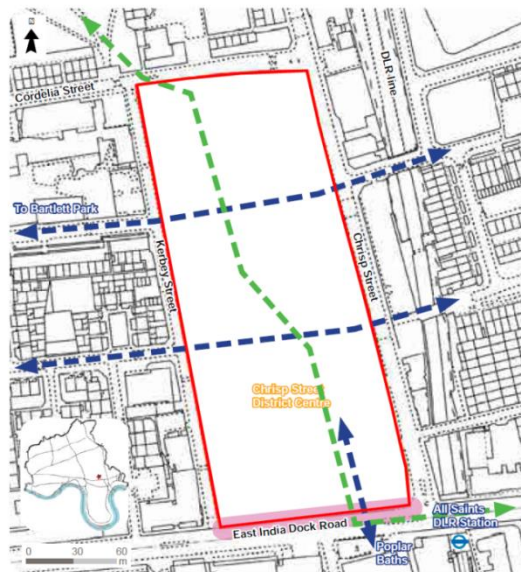 N
Cordelia Street
DLR line
To Bartlett Park
Kerbey Street
Chrisp Street
Chrisp Street
District Centre
All Saints
DLR Station
East India Dock Road
Poplar
Baths
0 30 60
m